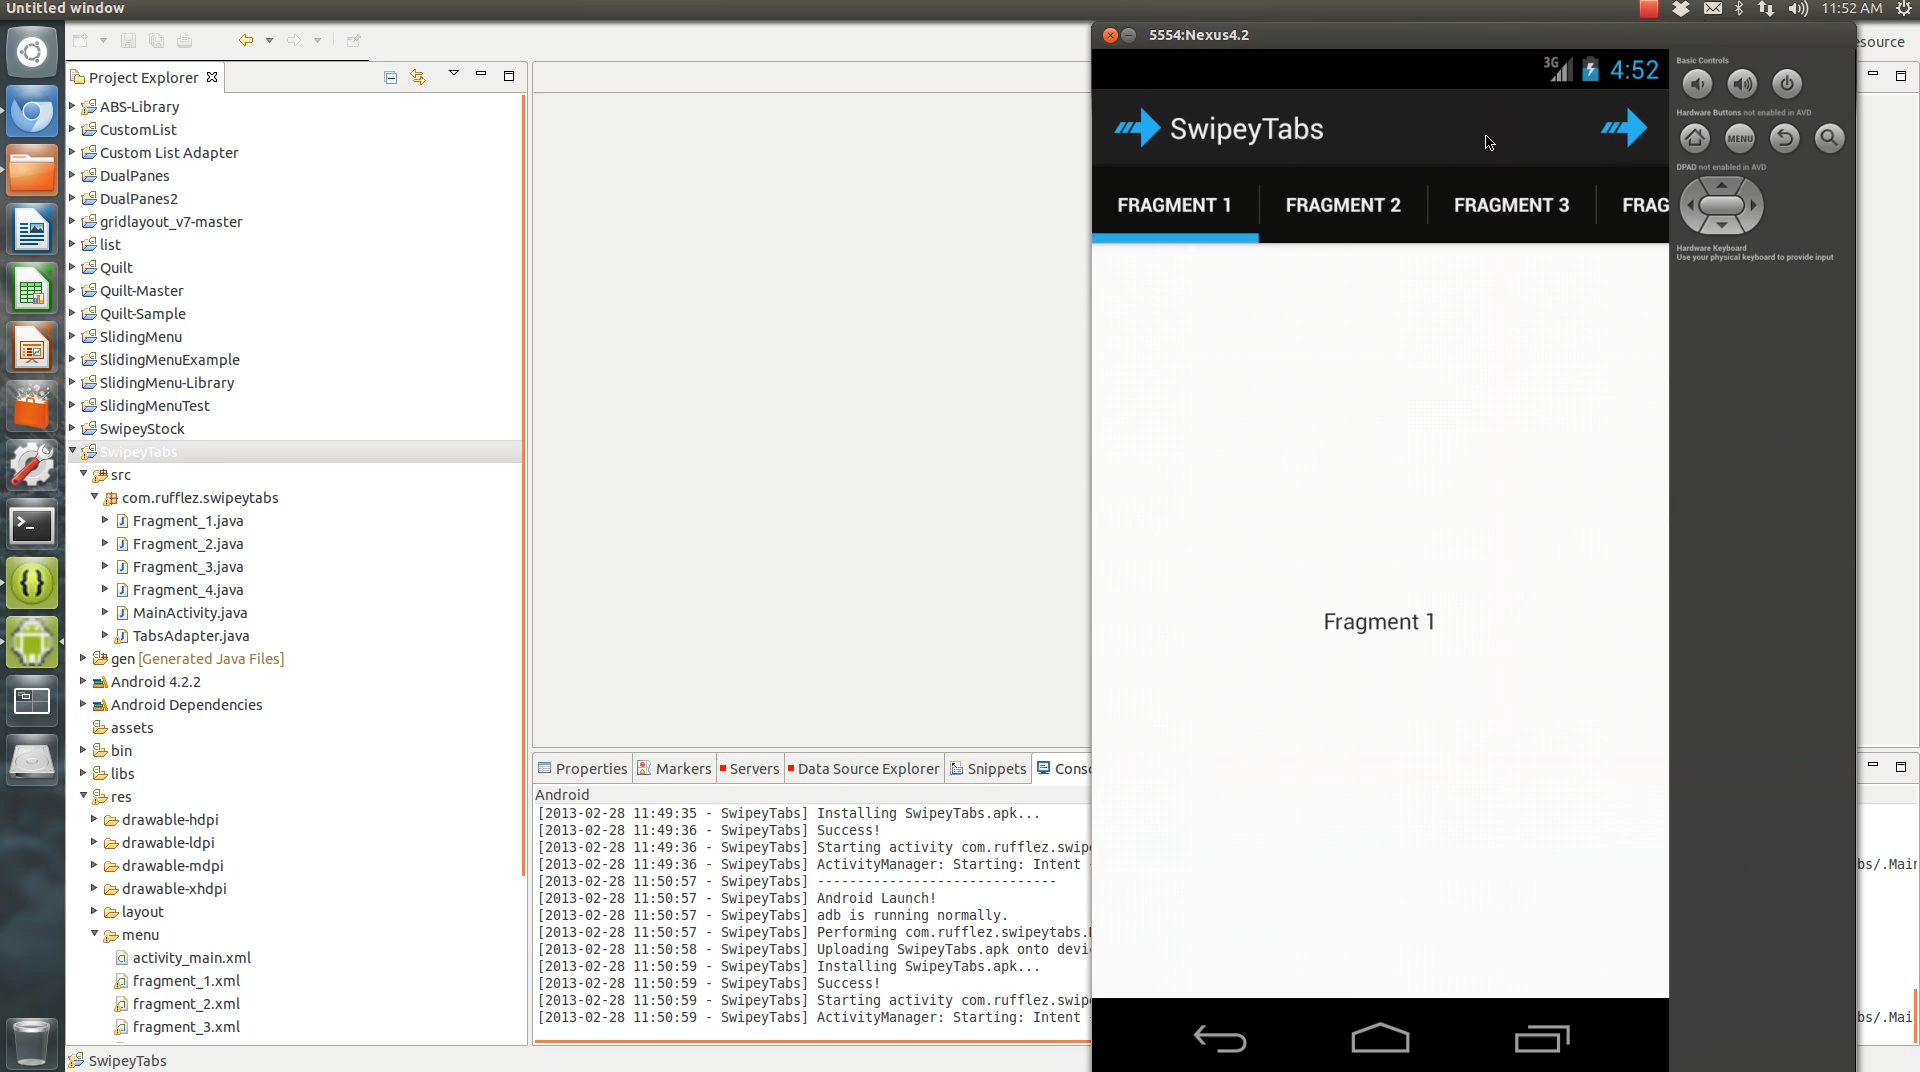 Untitled window
11:52 AM
Project Explorer
ABS-Library
CustomList
Custom List Adapter
DualPanes
DualPanes2
gridlayout_v7-master
list
Quilt
Quilt-Master
Quilt-Sample
SlidingMenu
SlidingMenuExample
SlidingMenu-Library
SlidingMenuTest
SwipeyStock
SwipeyTabs
src
com.rufflez.swipeytabs
Fragment_1.java
Fragment_2.java
Fragment_3.java
Fragment_4.java
MainActivity.java
TabsAdapter.java
gen [Generated Java Files]
Android 4.2.2
Android Dependencies
assets
bin
libs
res
drawable-hdpi
drawable-ldpi
drawable-mdpi
drawable-xhdpi
layout
menu
activity_main.xml
fragment_1.xml
fragment_2.xml
fragment_3.xml
SwipeyTabs
Properties Markers Servers Data Source Explorer Snippets Conso
Android
[2013-02-28 11:49:35 - SwipeyTabs] Installing SwipeyTabs.apk...
[2013-02-28 11:49:36 - SwipeyTabs] Success!
[2013-02-28 11:49:36 - SwipeyTabs] Starting activity com.rufflez.swipe
[2013-02-28 11:49:36 - SwipeyTabs] ActivityManager: Starting: Intent
[2013-02-28 11:50:57 - SwipeyTabs] ------------------------------
[2013-02-28 11:50:57 - SwipeyTabs] Android Launch!
[2013-02-28 11:50:57 - SwipeyTabs] adb is running normally.
[2013-02-28 11:50:57 - SwipeyTabs] Performing com.rufflez.swipeytabs.
[2013-02-28 11:50:58 - SwipeyTabs] Uploading SwipeyTabs.apk onto devi
[2013-02-28 11:50:59 - SwipeyTabs] Installing SwipeyTabs.apk...
[2013-02-28 11:50:59 - SwipeyTabs] Success!
[2013-02-28 11:50:59 - SwipeyTabs] Starting activity com.rufflez.swipe
[2013-02-28 11:50:59 - SwipeyTabs] ActivityManager: Starting: Intent
5554:Nexus4.2
3G 4:52
SwipeyTabs
FRAGMENT 1 FRAGMENT 2 FRAGMENT 3 FRAG
Fragment 1
Basic Controls
Hardware Buttons not enabled in AVD
MENU
DPAD not enabled in AVD
Hardware Keyboard
Use your physical keyboard to provide input
esource
bs/.Main
bs/.Mai